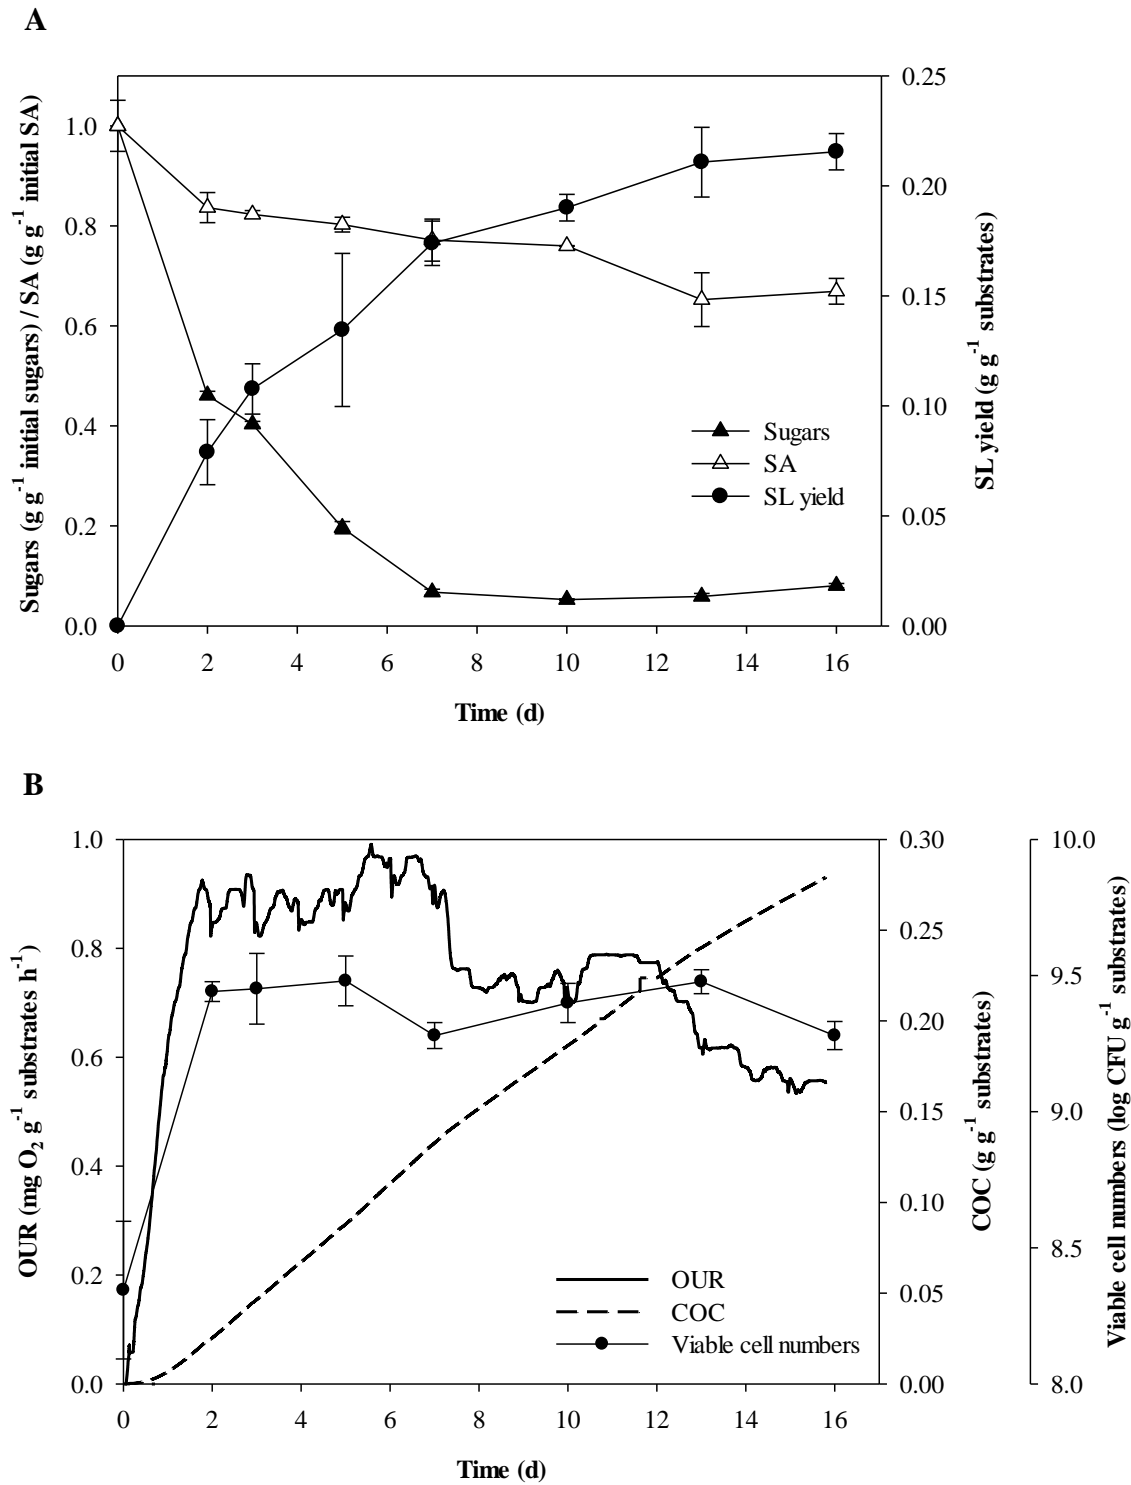 A
Sugars (g g-1 initial sugars) / SA (g g-1 initial SA)
1.0
0.8
0.6
0.4
0.2
0.0
0.25
0.20
0.15
0.10
0.05
0.00
SL yield (g g-1 substrates)
Sugars
SA
SL yield
0 2 4 6 8 10 12 14 16
Time (d)
B
OUR (mg O2 g-1 substrates h-1)
1.0
0.8
0.6
0.4
0.2
0.0
0.30
0.25
0.20
0.15
0.10
0.05
0.00
COC (g g-1 substrates)
10.0
9.5
9.0
8.5
8.0
Viable cell numbers (log CFU g-1 substrates)
OUR
COC
Viable cell numbers
0 2 4 6 8 10 12 14 16
Time (d)